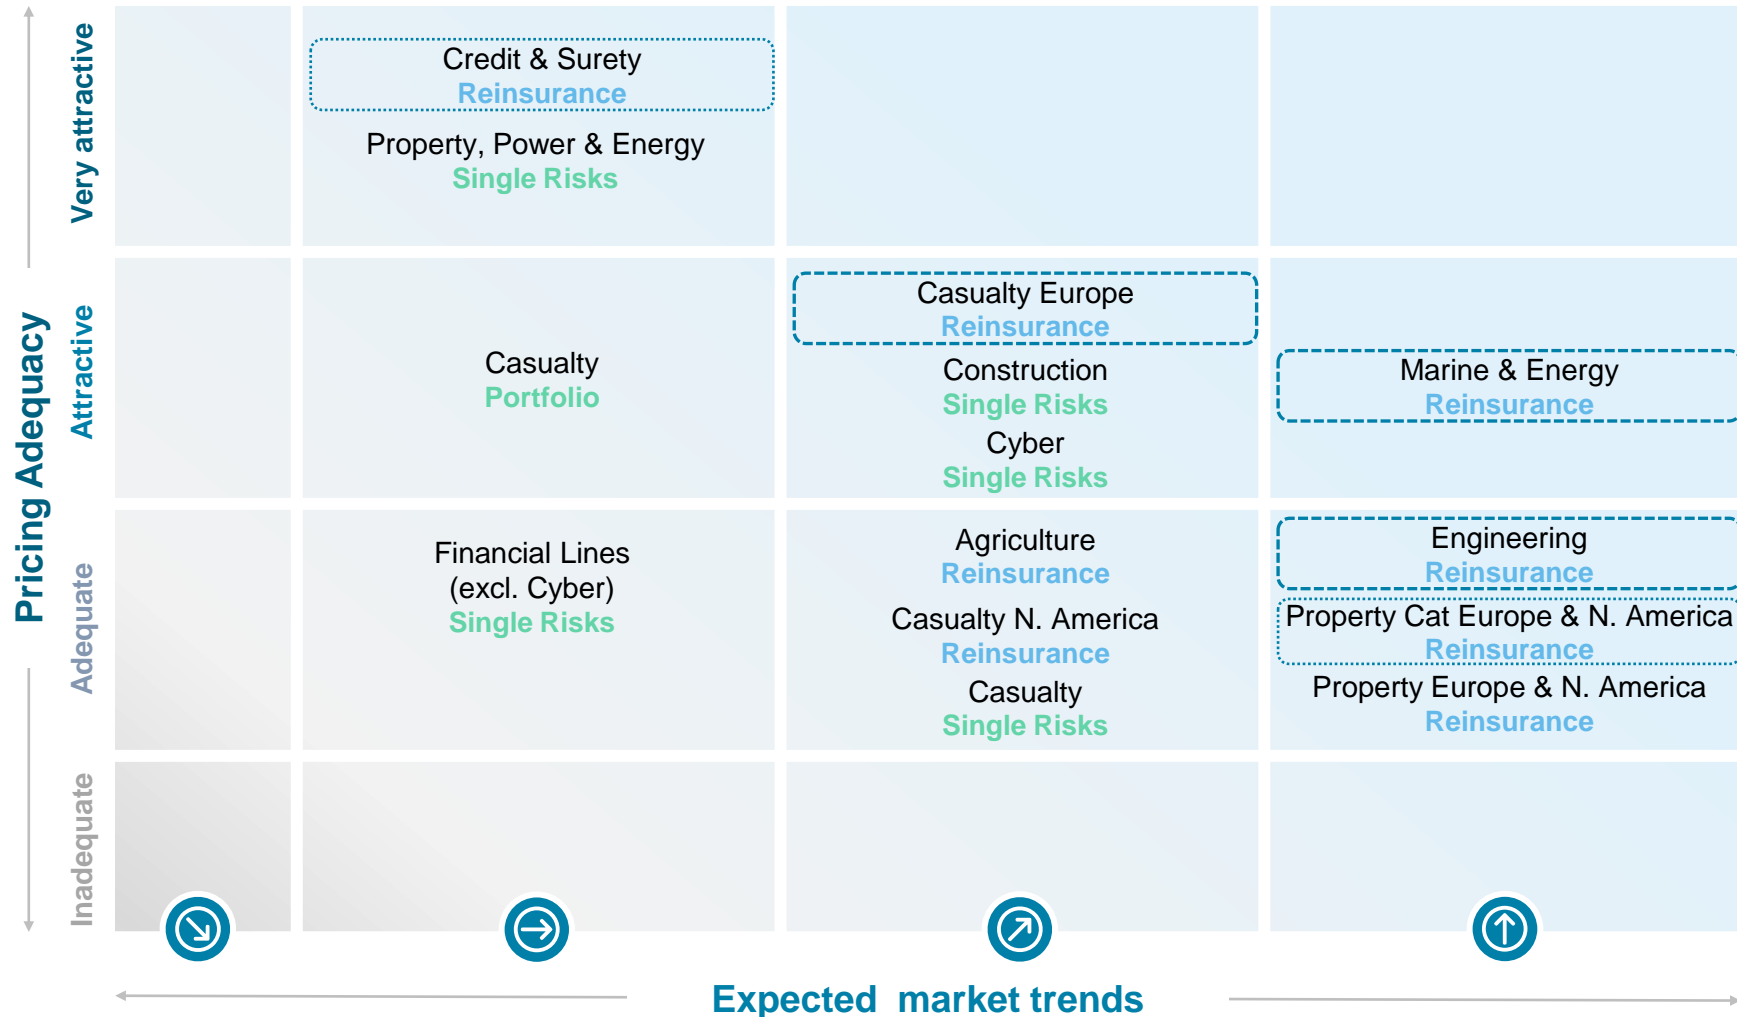 Pricing Adequacy
Very attractive
Credit & Surety
Reinsurance
Property, Power & Energy
Single Risks
Attractive
Casualty
Portfolio
Casualty Europe
Reinsurance
Construction
Single Risks
Cyber
Single Risks
Marine & Energy
Reinsurance
Adequate
Financial Lines
(excl. Cyber)
Single Risks
Agriculture
Reinsurance
Casualty N. America
Reinsurance
Casualty
Single Risks
Engineering
Reinsurance
Property Cat Europe & N. America
Reinsurance
Property Europe & N. America
Reinsurance
Inadequate
Expected market trends